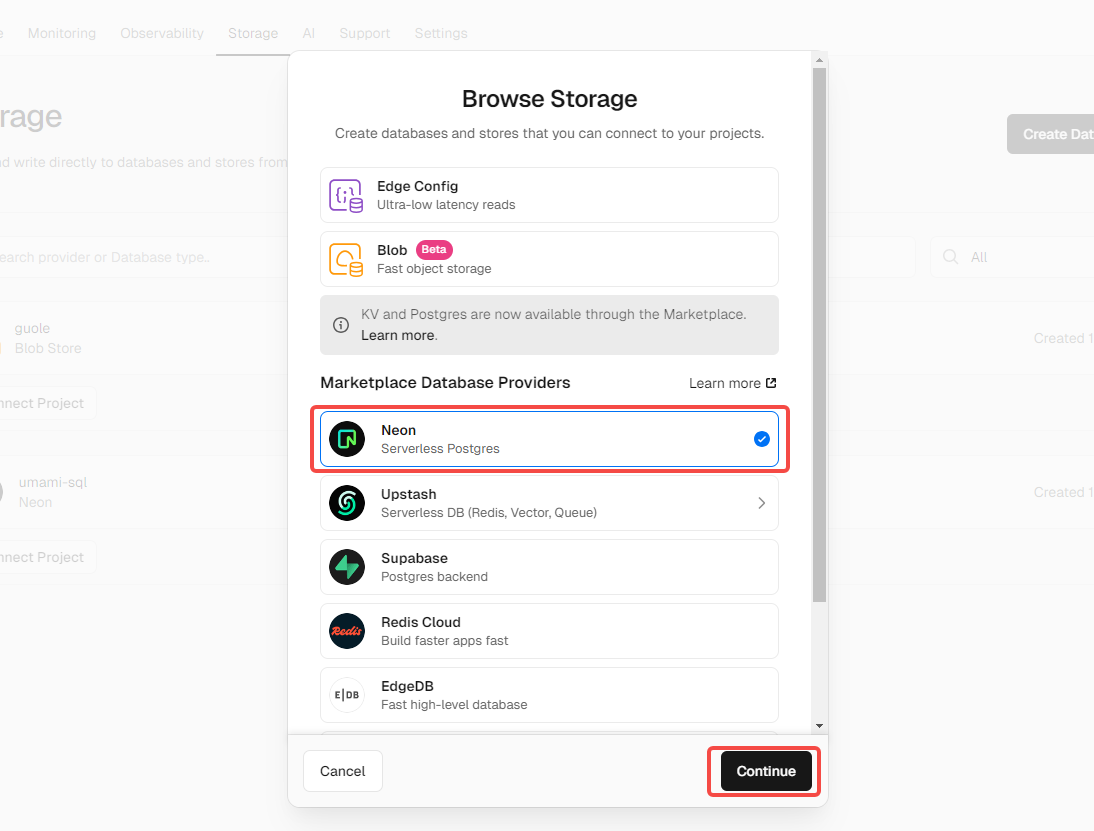 Monitoring
Observability
Storage
AI
Support
Settings
Browse Storage
Create databases and stores that you can connect to your projects.
Create Dat
rage
nd write directly to databases and stores from
Edge Config
Ultra-low latency reads
Blob Beta
Fast object storage
earch provider or Database type..
All
KV and Postgres are now available through the Marketplace.
Learn more.
guole
Blob Store
Created 1
Marketplace Database Providers
Learn more
nnect Project
Neon
Serverless Postgres
umami-sql
Neon
Created 1
Upstash
Serverless DB (Redis, Vector, Queue)
nnect Project
Supabase
Postgres backend
Redis
Redis Cloud
Build faster apps fast
E|DB
EdgeDB
Fast high-level database
Cancel
Continue